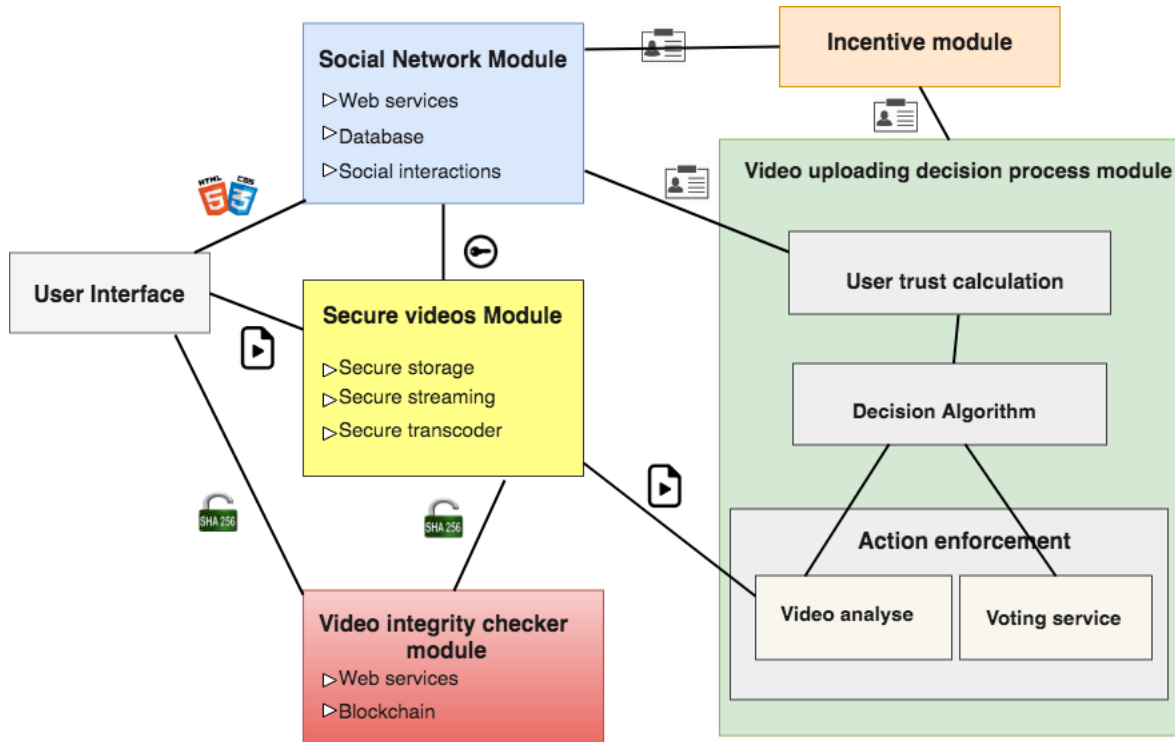 Social Network Module
Web services
Database
Social interactions
Incentive module
HTML
5
CSS
3
Video uploading decision process module
User Interface
User trust calculation
Secure videos Module
Secure storage
Secure streaming
Secure transcoder
Decision Algorithm
SHA 256
SHA 256
Action enforcement
Video analyse
Voting service
Video integrity checker
module
Web services
Blockchain